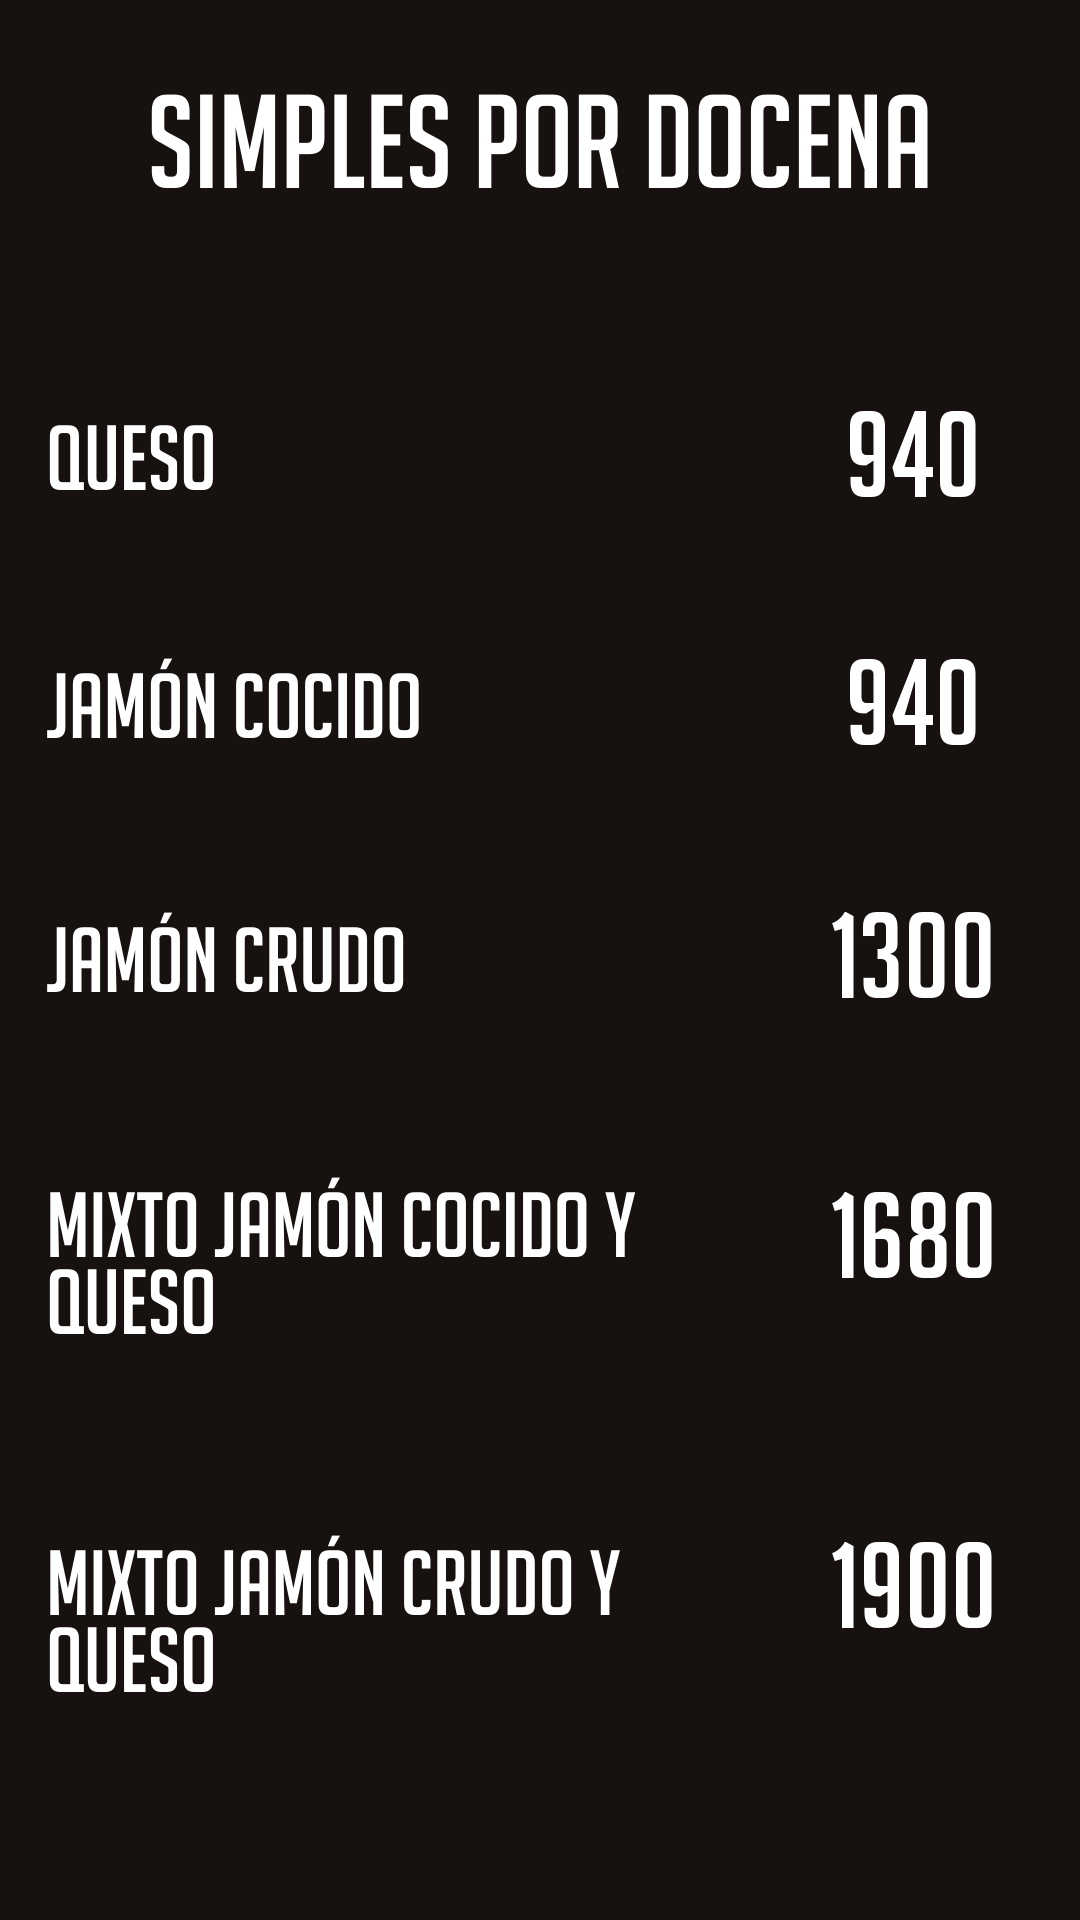 SIMPLES POR DOCENA
QUESO 940
JAMÓN COCIDO 940
JAMÓN CRUDO 1300
MIXTO JAMÓN COCIDO Y 1680
QUESO
MIXTO JAMÓN CRUDO Y 1900
QUESO